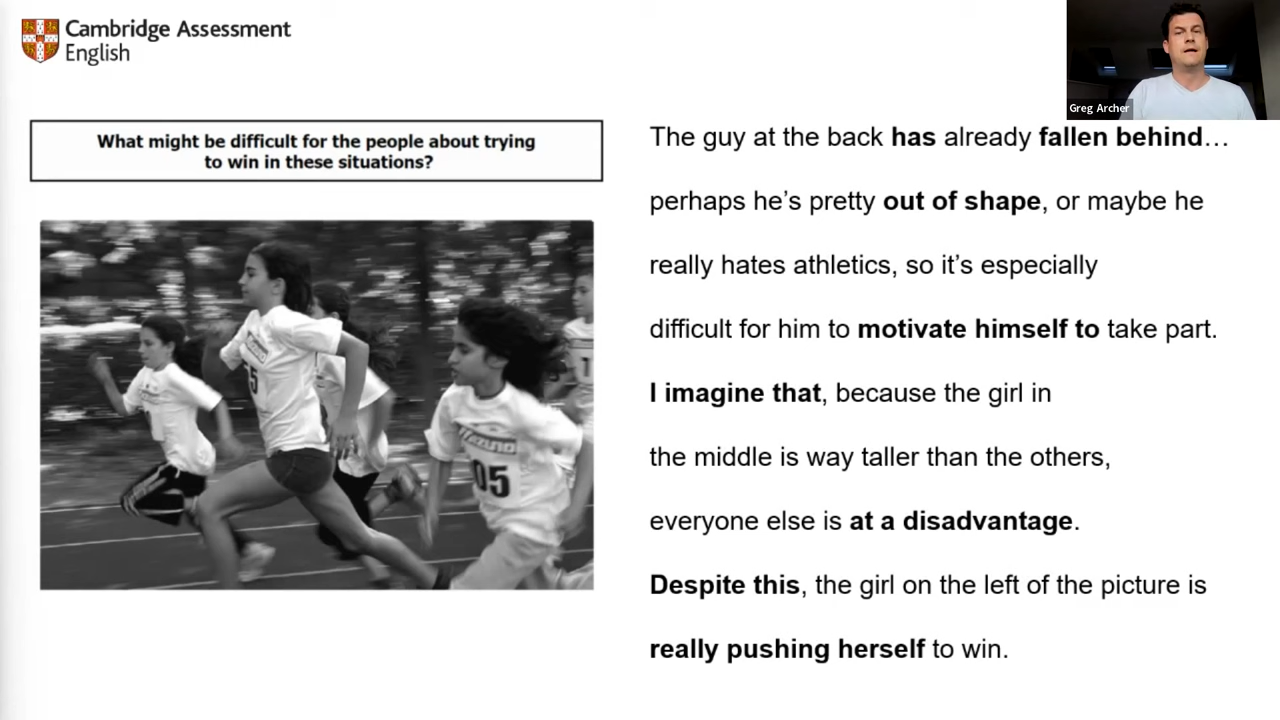 Cambridge Assessment
English
Greg Archer
What might be difficult for the people about trying
to win in these situations?
The guy at the back has already fallen behind…
perhaps he’s pretty out of shape, or maybe he
really hates athletics, so it’s especially
difficult for him to motivate himself to take part.
I imagine that, because the girl in
the middle is way taller than the others,
everyone else is at a disadvantage.
Despite this, the girl on the left of the picture is
really pushing herself to win.
5
05
1